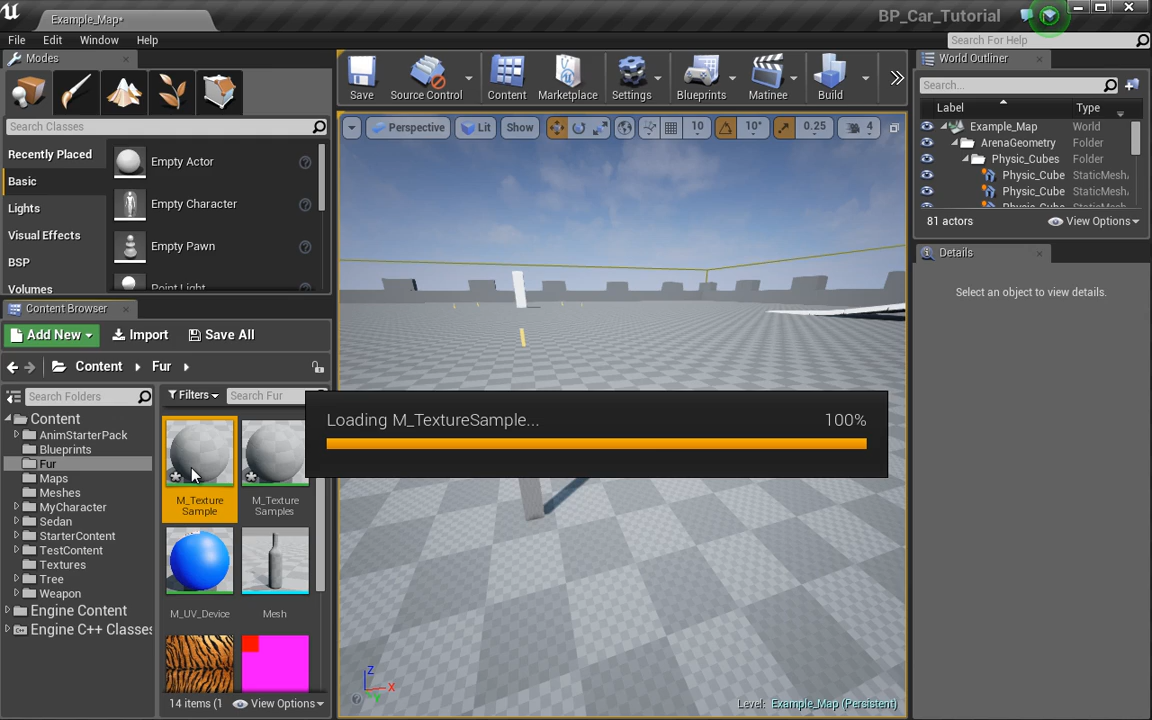 Example_Map*
BP_Car_Tutorial
File Edit Window Help
Search For Help
Modes
Search Classes
Recently Placed
Basic
Lights
Visual Effects
BSP
Volumes
Empty Actor
Empty Character
Empty Pawn
Point Light
Save
Source Control
Content
Marketplace
Settings
Blueprints
Matinee
Build
Perspective
Lit
Show
10
10°
0.25
4
World Outliner
Search...
Label
Type
Example_Map World
ArenaGeometry Folder
Physic_Cubes Folder
Physic_Cube StaticMesh
Physic_Cube StaticMesh
Physic_Cube StaticMesh
81 actors
View Options
Details
Select an object to view details.
Content Browser
Add New
Import
Save All
Content
Fur
Search Folders
Filters
Search Fur
Content
AnimStarterPack
Blueprints
Fur
Maps
Meshes
MyCharacter
Sedan
StarterContent
TestContent
Textures
Tree
Weapon
Engine Content
Engine C++ Classes
M_Texture
Sample
M_Texture
Samples
M_UV_Device
Mesh
14 items (1
View Options
Loading M_TextureSample...
100%
Z
X
Y
Level: Example_Map (Persistent)